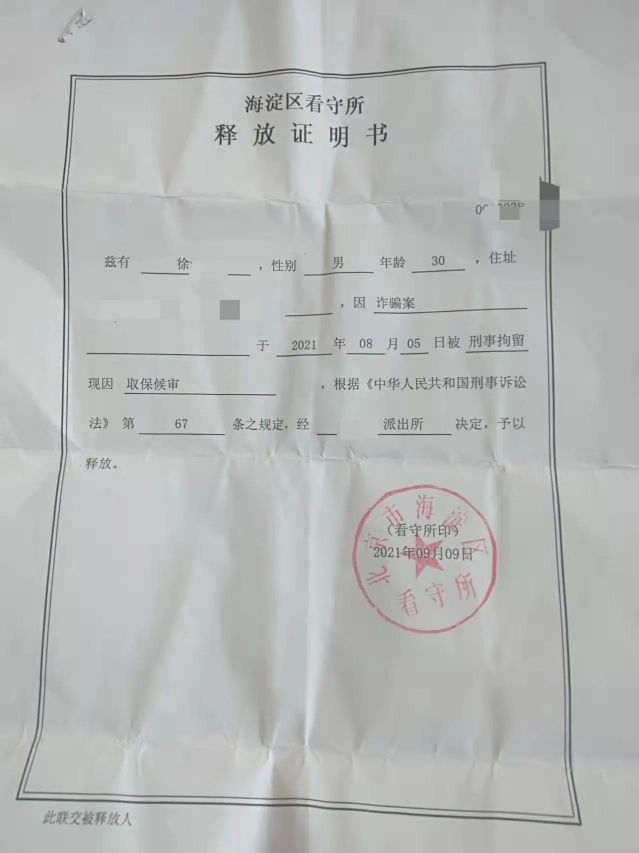 海淀区看守所
释放证明书
兹有 徐 ，性别 男 年龄 30 ，住址
，因 诈骗案
于 2021 年 08 月 05 日被 刑事拘留
现因 取保候审 ，根据《中华人民共和国刑事诉讼
法》第 67 条之规定，经 派出所 决定，予以
释放。
（看守所印）
2021年09月09日
北京市海淀区
看守所
此联交被释放人